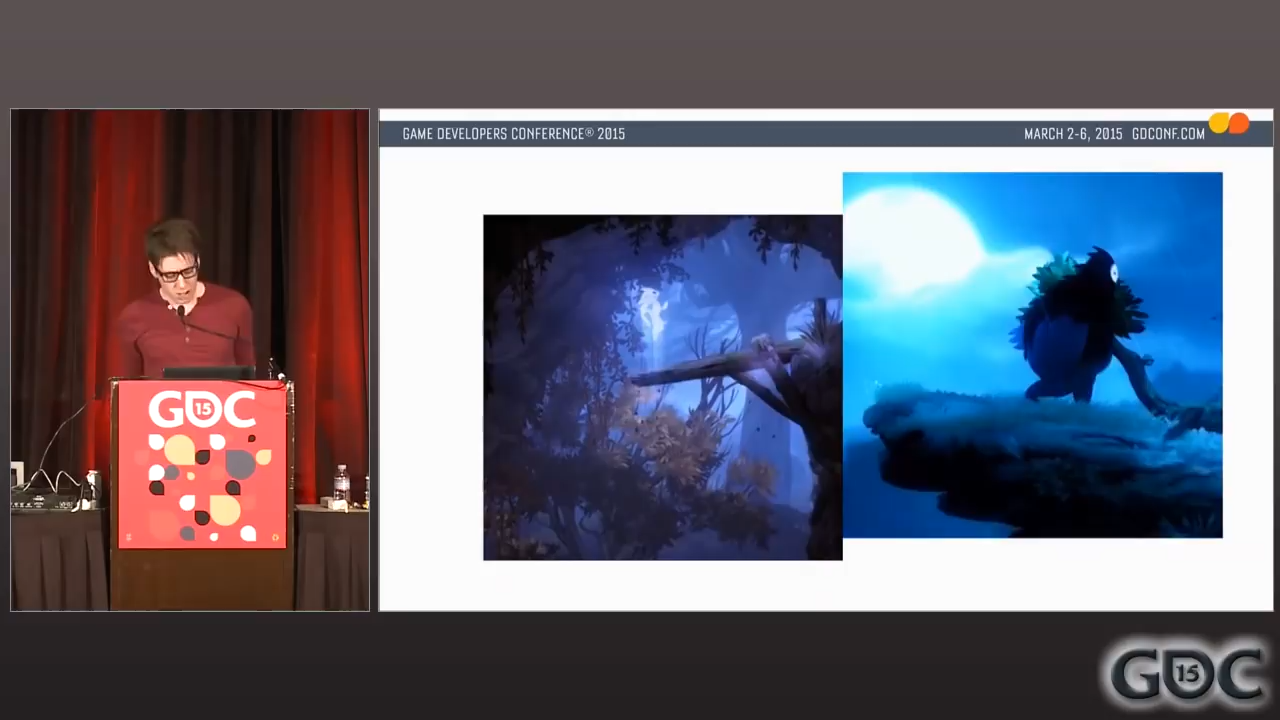 GAME DEVELOPERS CONFERENCE® 2015
MARCH 2-6, 2015 GDCONF.COM
GDC
15
GDC
15